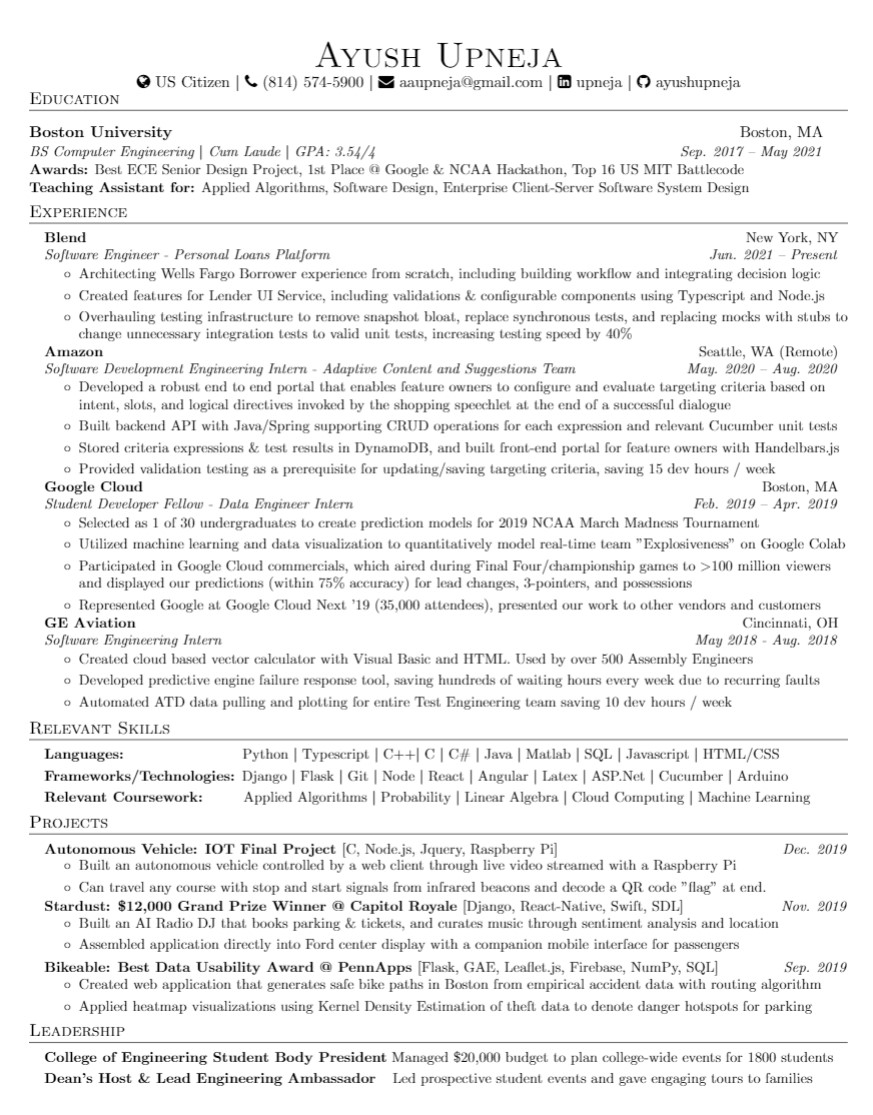 Ayush Upneja
US Citizen | (814) 574-5900 | aaupneja@gmail.com | upneja | ayushupneja
Education
Boston University Boston, MA
BS Computer Engineering | Cum Laude | GPA: 3.54/4 Sep. 2017 – May 2021
Awards: Best ECE Senior Design Project, 1st Place @ Google & NCAA Hackathon, Top 16 US MIT Battlecode
Teaching Assistant for: Applied Algorithms, Software Design, Enterprise Client-Server Software System Design
Experience
Blend New York, NY
Software Engineer - Personal Loans Platform Jun. 2021 – Present
◦ Architecting Wells Fargo Borrower experience from scratch, including building workflow and integrating decision logic
◦ Created features for Lender UI Service, including validations & configurable components using Typescript and Node.js
◦ Overhauling testing infrastructure to remove snapshot bloat, replace synchronous tests, and replacing mocks with stubs to
change unnecessary integration tests to valid unit tests, increasing testing speed by 40%
Amazon Seattle, WA (Remote)
Software Development Engineering Intern - Adaptive Content and Suggestions Team May. 2020 – Aug. 2020
◦ Developed a robust end to end portal that enables feature owners to configure and evaluate targeting criteria based on
intent, slots, and logical directives invoked by the shopping speechlet at the end of a successful dialogue
◦ Built backend API with Java/Spring supporting CRUD operations for each expression and relevant Cucumber unit tests
◦ Stored criteria expressions & test results in DynamoDB, and built front-end portal for feature owners with Handelbars.js
◦ Provided validation testing as a prerequisite for updating/saving targeting criteria, saving 15 dev hours / week
Google Cloud Boston, MA
Student Developer Fellow - Data Engineer Intern Feb. 2019 – Apr. 2019
◦ Selected as 1 of 30 undergraduates to create prediction models for 2019 NCAA March Madness Tournament
◦ Utilized machine learning and data visualization to quantitatively model real-time team ”Explosiveness” on Google Colab
◦ Participated in Google Cloud commercials, which aired during Final Four/championship games to >100 million viewers
and displayed our predictions (within 75% accuracy) for lead changes, 3-pointers, and possessions
◦ Represented Google at Google Cloud Next '19 (35,000 attendees), presented our work to other vendors and customers
GE Aviation Cincinnati, OH
Software Engineering Intern May 2018 - Aug. 2018
◦ Created cloud based vector calculator with Visual Basic and HTML. Used by over 500 Assembly Engineers
◦ Developed predictive engine failure response tool, saving hundreds of waiting hours every week due to recurring faults
◦ Automated ATD data pulling and plotting for entire Test Engineering team saving 10 dev hours / week
Relevant Skills
Languages: Python | Typescript | C++| C | C# | Java | Matlab | SQL | Javascript | HTML/CSS
Frameworks/Technologies: Django | Flask | Git | Node | React | Angular | Latex | ASP.Net | Cucumber | Arduino
Relevant Coursework: Applied Algorithms | Probability | Linear Algebra | Cloud Computing | Machine Learning
Projects
Autonomous Vehicle: IOT Final Project [C, Node.js, Jquery, Raspberry Pi] Dec. 2019
◦ Built an autonomous vehicle controlled by a web client through live video streamed with a Raspberry Pi
◦ Can travel any course with stop and start signals from infrared beacons and decode a QR code ”flag” at end.
Stardust: $12,000 Grand Prize Winner @ Capitol Royale [Django, React-Native, Swift, SDL] Nov. 2019
◦ Built an AI Radio DJ that books parking & tickets, and curates music through sentiment analysis and location
◦ Assembled application directly into Ford center display with a companion mobile interface for passengers
Bikeable: Best Data Usability Award @ PennApps [Flask, GAE, Leaflet.js, Firebase, NumPy, SQL] Sep. 2019
◦ Created web application that generates safe bike paths in Boston from empirical accident data with routing algorithm
◦ Applied heatmap visualizations using Kernel Density Estimation of theft data to denote danger hotspots for parking
Leadership
College of Engineering Student Body President Managed $20,000 budget to plan college-wide events for 1800 students
Dean's Host & Lead Engineering Ambassador Led prospective student events and gave engaging tours to families